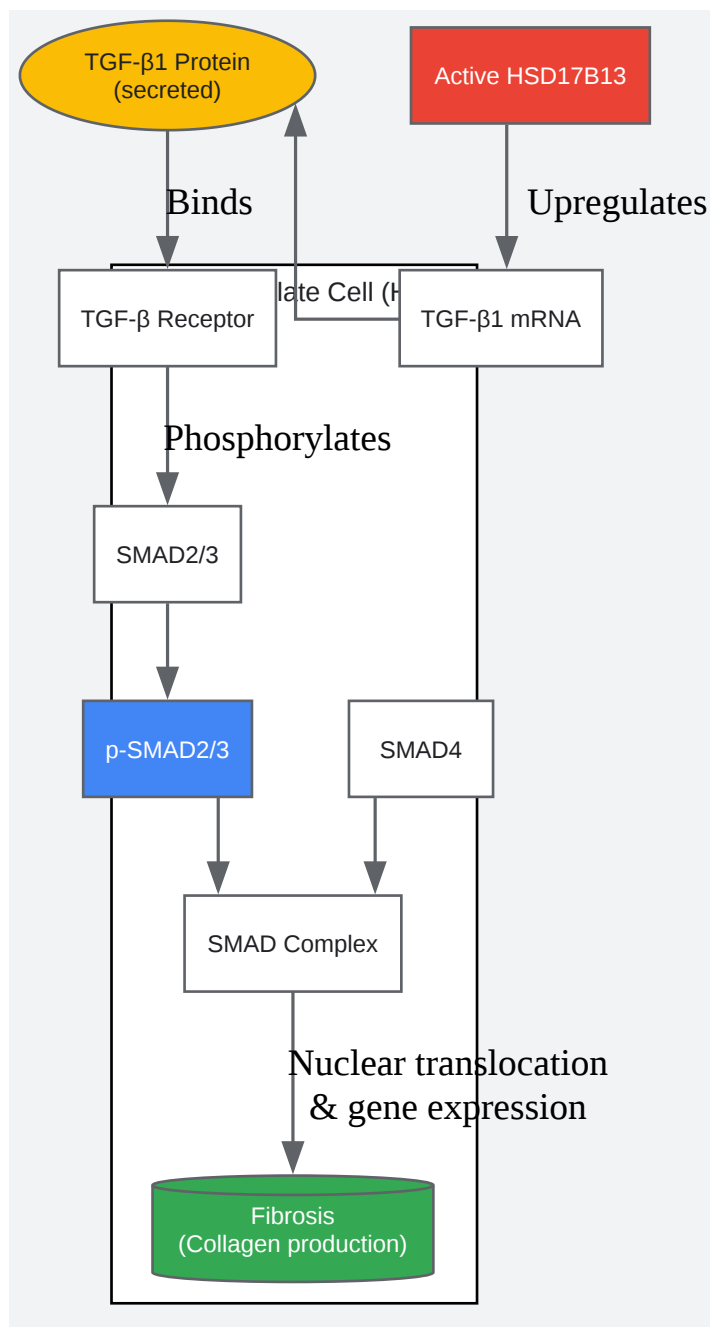 TGF-β1 Protein
(secreted)
Active HSD17B13
Binds
Upregulates
late Cell (H
TGF-β Receptor
TGF-β1 mRNA
Phosphorylates
SMAD2/3
p-SMAD2/3
SMAD4
SMAD Complex
Nuclear translocation
& gene expression
Fibrosis
(Collagen production)